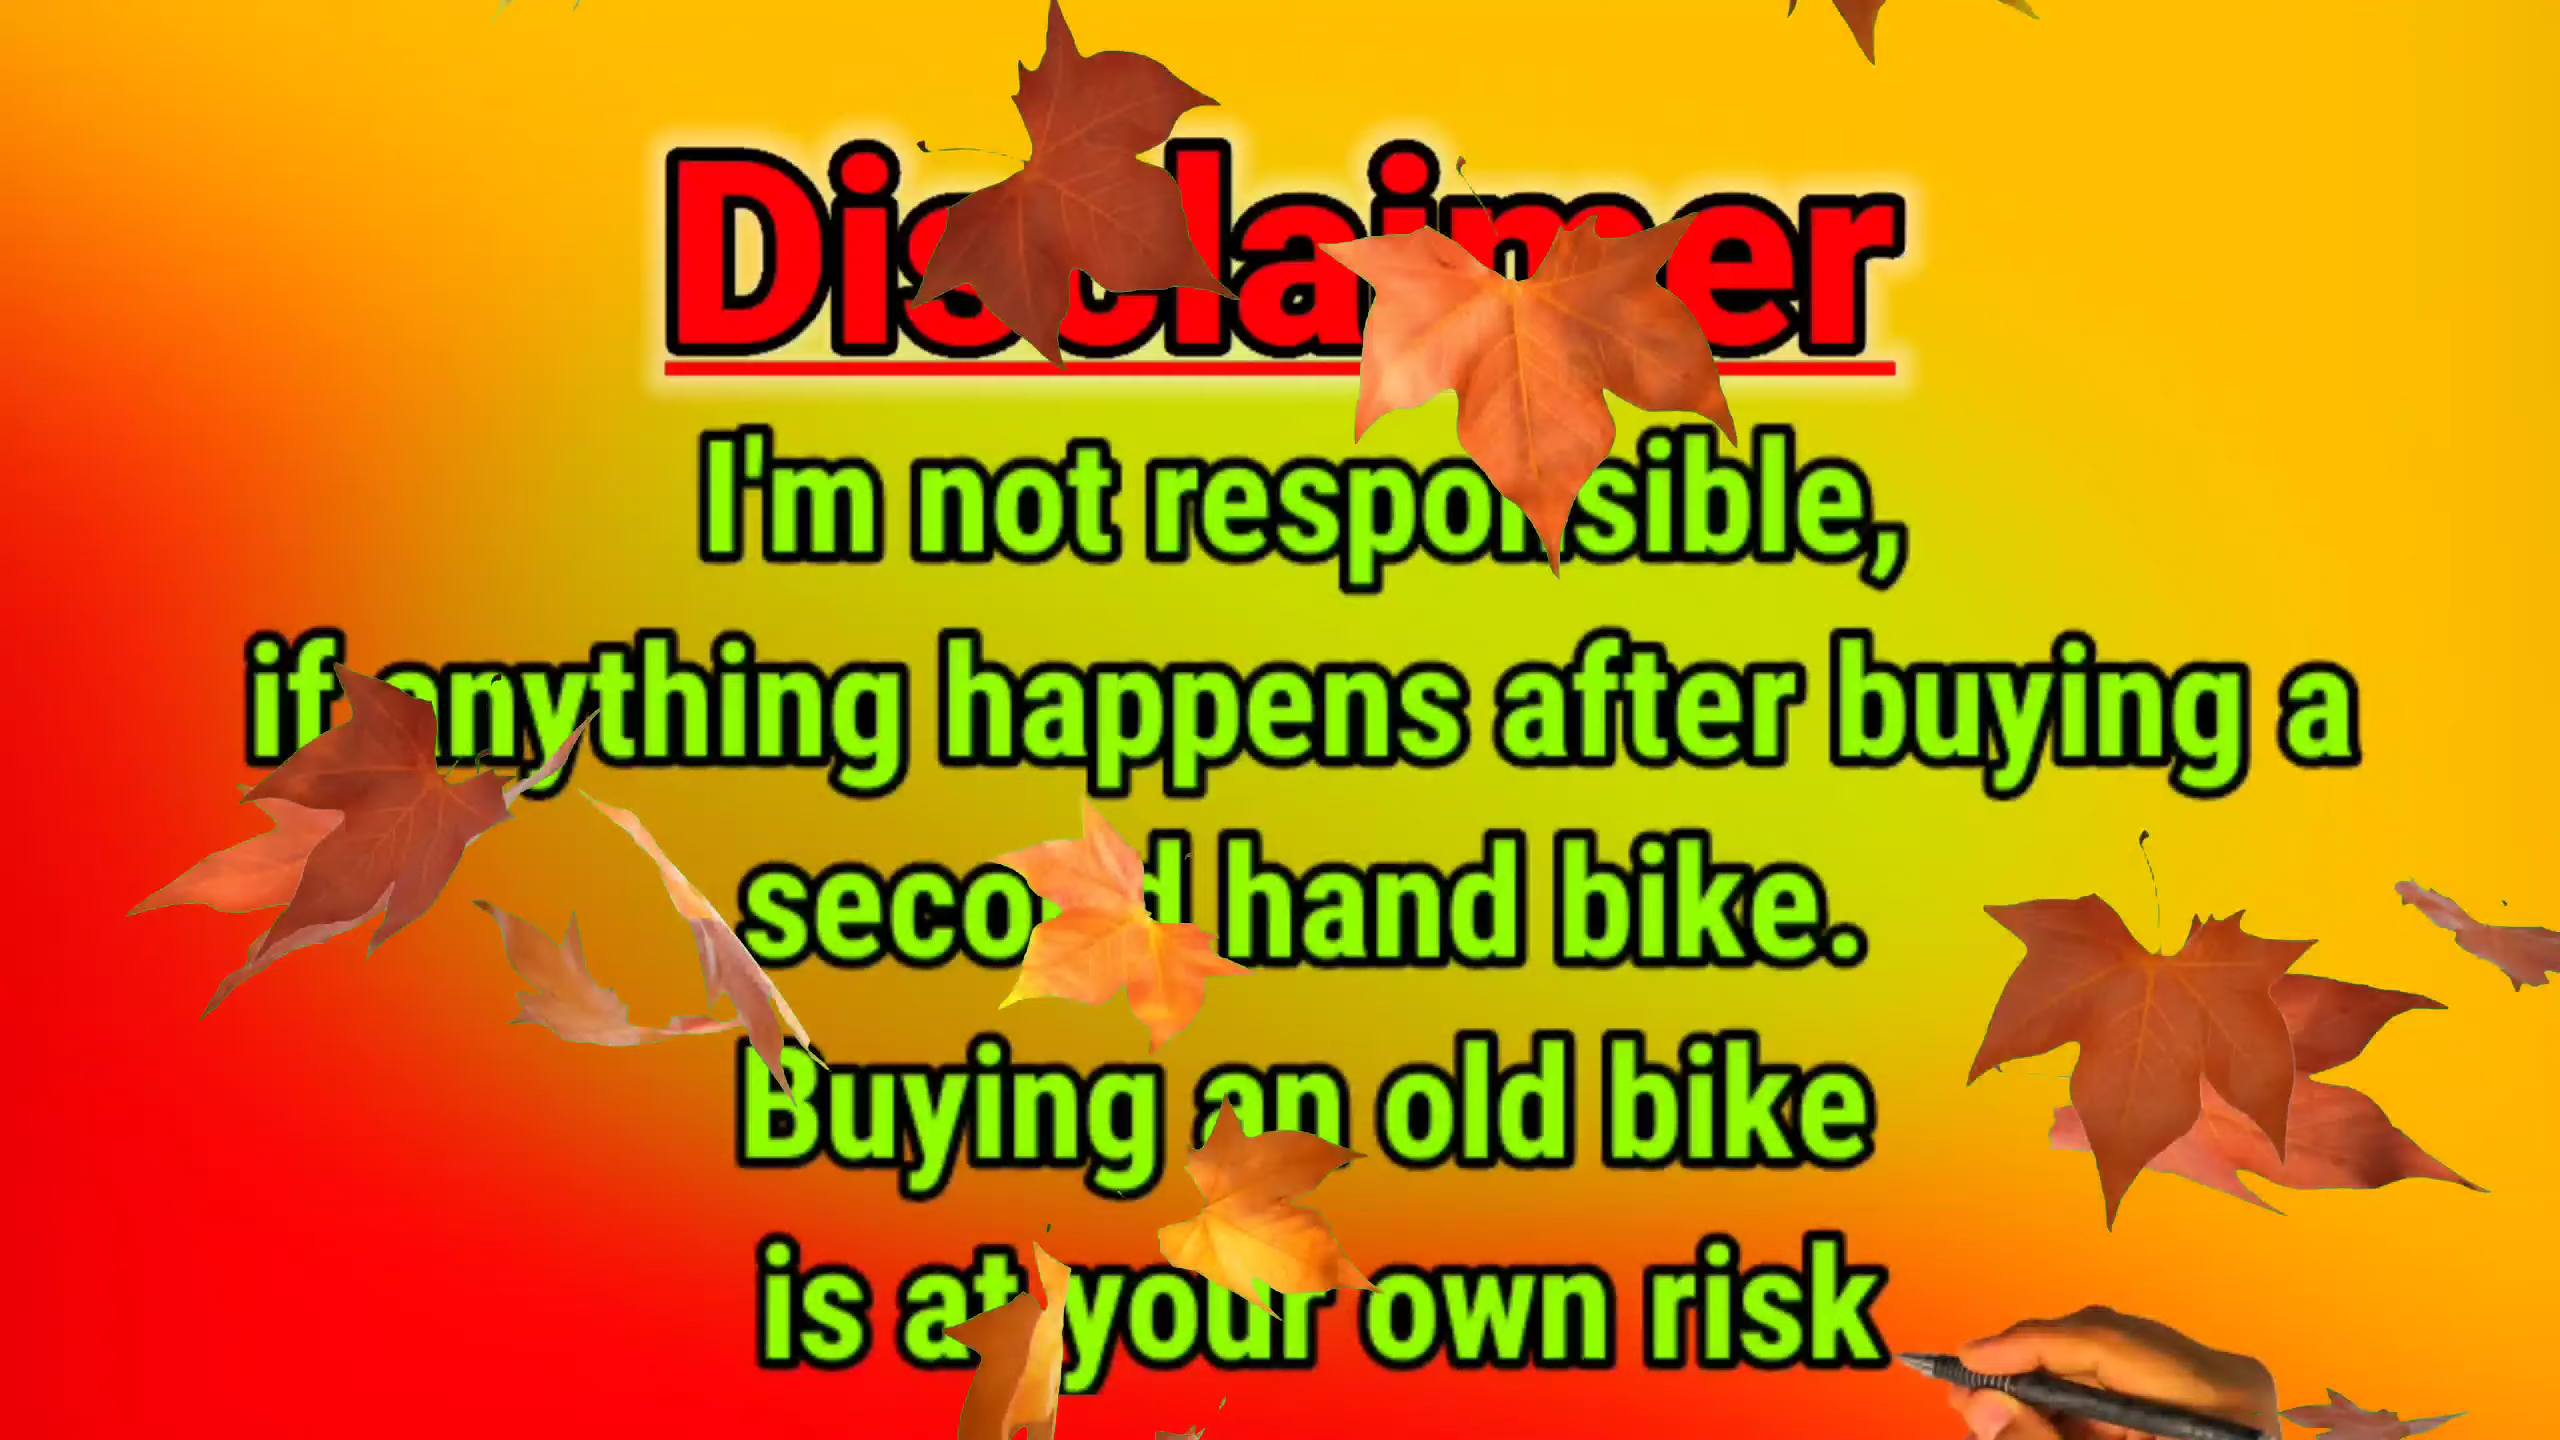 Disclaimer
I'm not responsible,
if anything happens after buying a
second hand bike.
Buying an old bike
is at your own risk